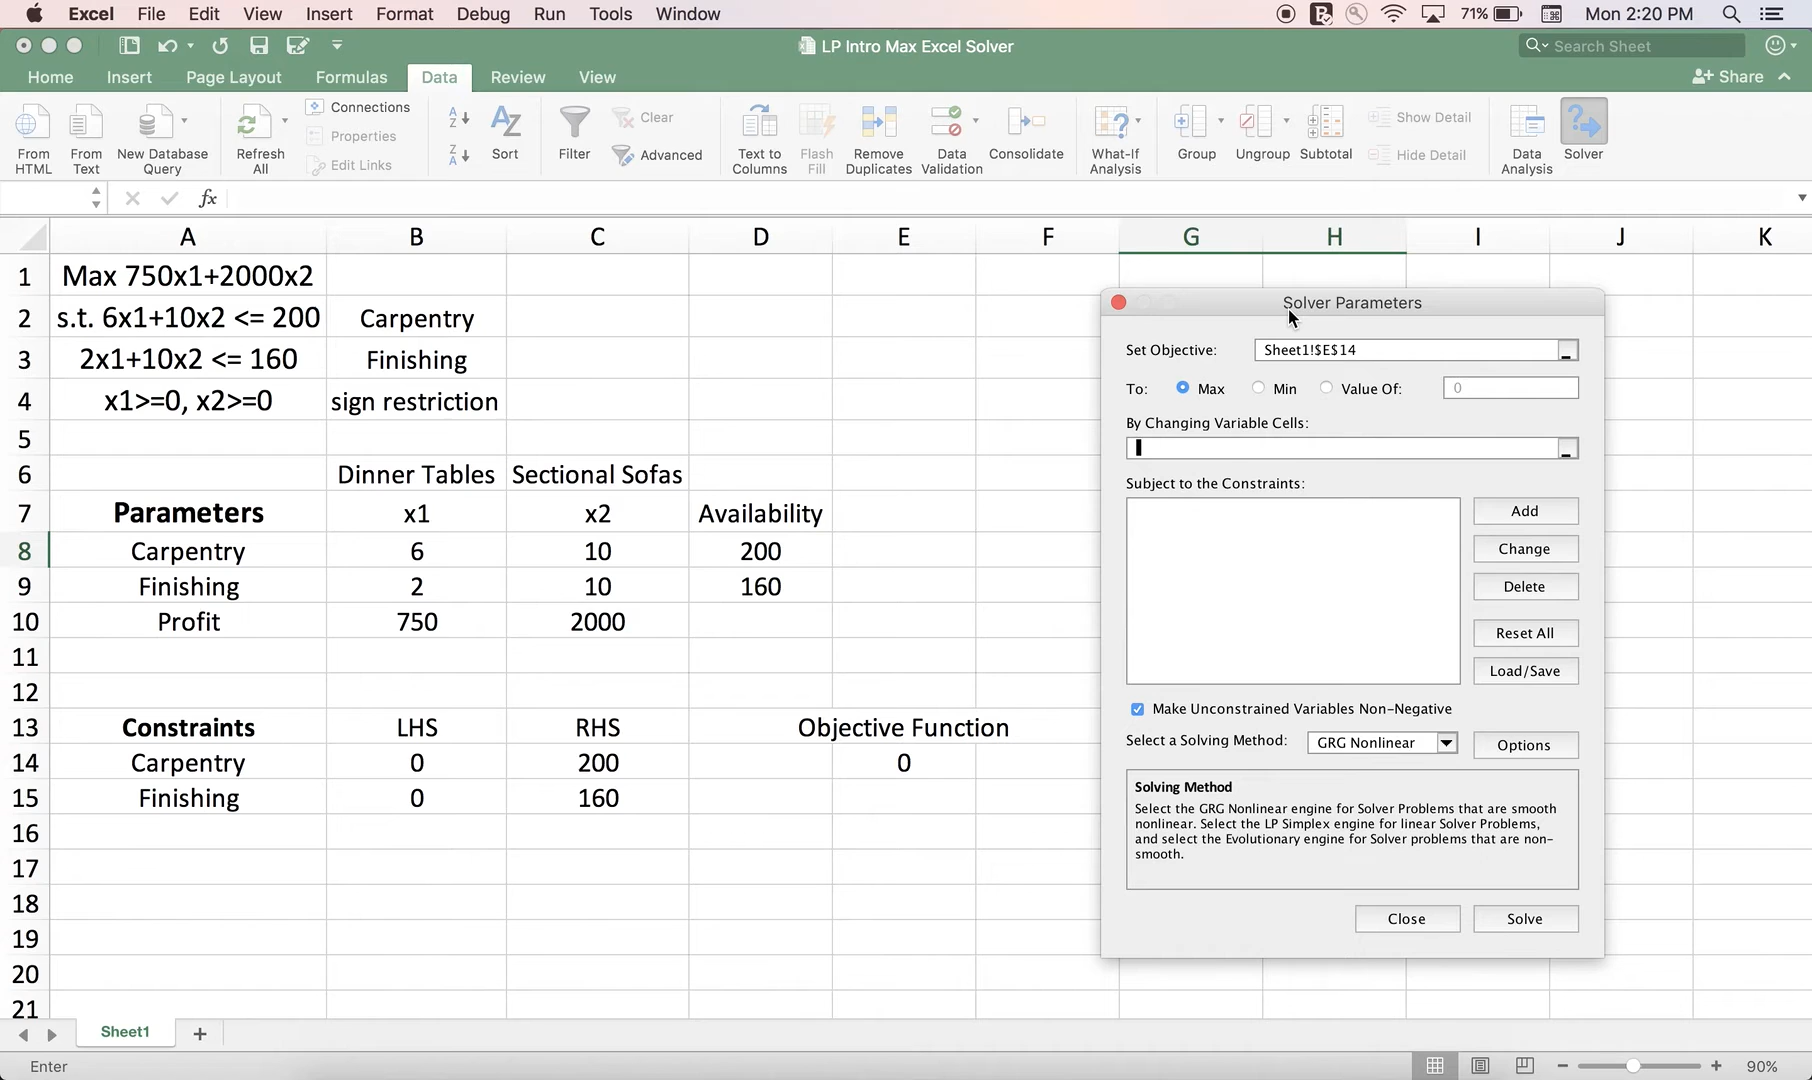 Excel File Edit View Insert Format Debug Run Tools Window 71% Mon 2:20 PM
LP Intro Max Excel Solver Search Sheet
Home Insert Page Layout Formulas Data Review View Share
From HTML From Text New Database Query Refresh All Connections Properties Edit Links Sort Filter Clear Advanced Text to Columns Flash Fill Remove Duplicates Data Validation Consolidate What-If Analysis Group Ungroup Subtotal Show Detail Hide Detail Data Analysis Solver
fx
A B C D E F G H I J K
1 Max 750x1+2000x2
2 s.t. 6x1+10x2 <= 200 Carpentry
3 2x1+10x2 <= 160 Finishing
4 x1>=0, x2>=0 sign restriction
5
6 Dinner Tables Sectional Sofas
7 Parameters x1 x2 Availability
8 Carpentry 6 10 200
9 Finishing 2 10 160
10 Profit 750 2000
11
12
13 Constraints LHS RHS Objective Function
14 Carpentry 0 200 0
15 Finishing 0 160
16
17
18
19
20
21
Solver Parameters
Set Objective: Sheet1!$E$14
To: Max Min Value Of: 0
By Changing Variable Cells:
Subject to the Constraints:
Add
Change
Delete
Reset All
Load/Save
Make Unconstrained Variables Non-Negative
Select a Solving Method: GRG Nonlinear Options
Solving Method
Select the GRG Nonlinear engine for Solver Problems that are smooth
nonlinear. Select the LP Simplex engine for linear Solver Problems,
and select the Evolutionary engine for Solver problems that are non-
smooth.
Close Solve
Sheet1
Enter 90%